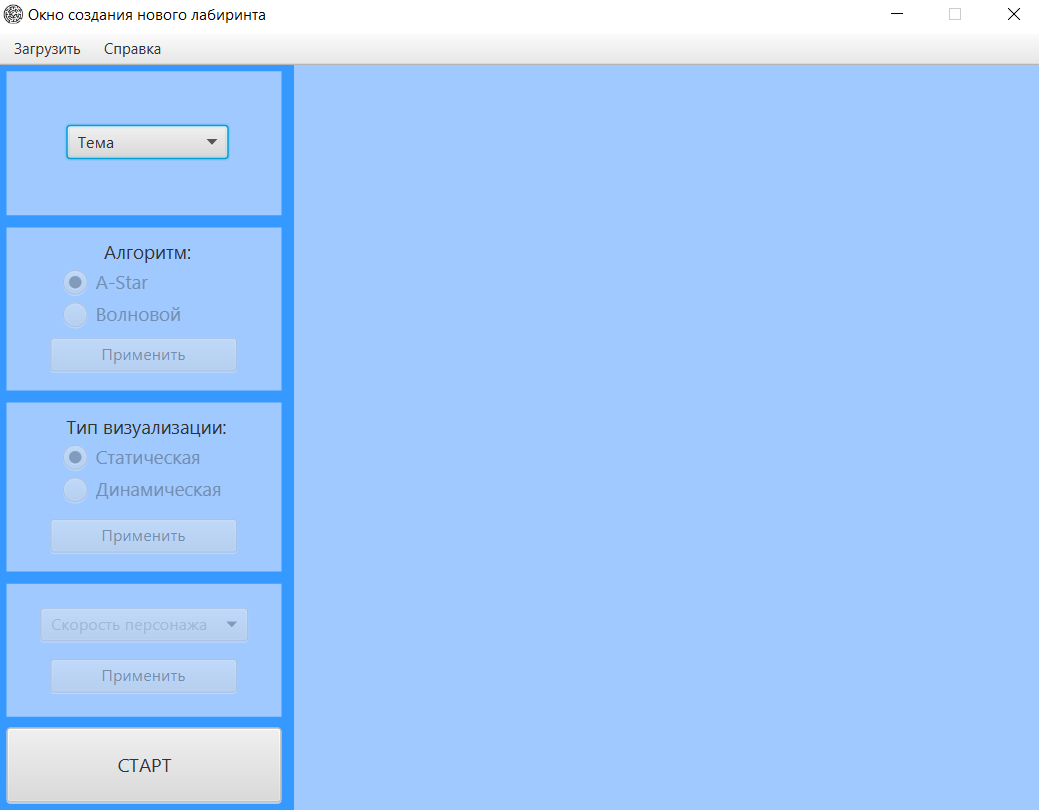 Окно создания нового лабиринта
Загрузить Справка
Тема
Алгоритм:
A-Star
Волновой
Применить
Тип визуализации:
Статическая
Динамическая
Применить
Скорость персонажа
Применить
СТАРТ